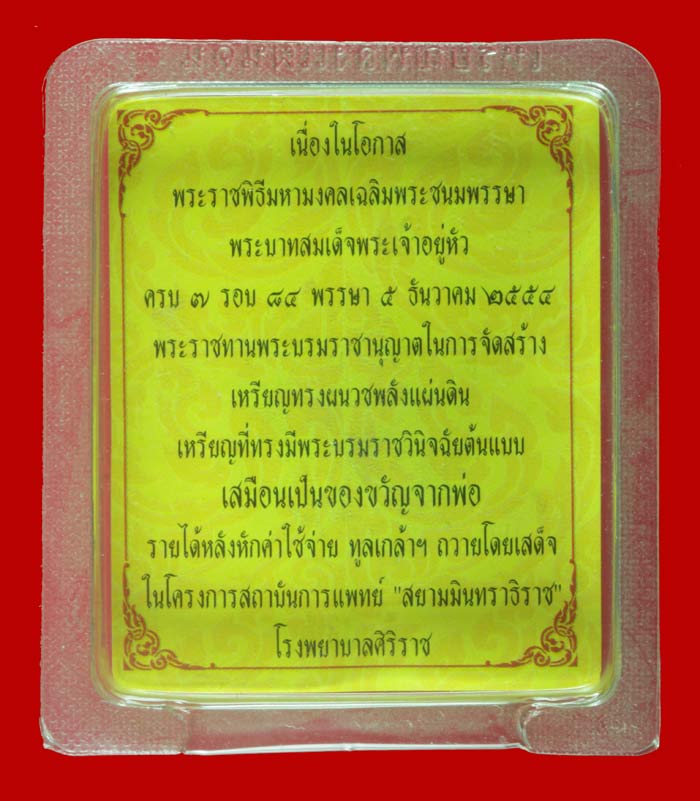 เนื่องในโอกาส
พระราชพิธีมหามงคลเฉลิมพระชนมพรรษา
พระบาทสมเด็จพระเจ้าอยู่หัว
ครบ ๗ รอบ ๘๔ พรรษา ๕ ธันวาคม ๒๕๕๔
พระราชทานพระบรมราชานุญาตในการจัดสร้าง
เหรียญทรงผนวชพลังแผ่นดิน
เหรียญที่ทรงมีพระบรมราชวินิจฉัยต้นแบบ
เสมือนเป็นของขวัญจากพ่อ
รายได้หลังหักค่าใช้จ่าย ทูลเกล้าฯ ถวายโดยเสด็จ
ในโครงการสถาบันการแพทย์ "สยามมินทราธิราช"
โรงพยาบาลศิริราช